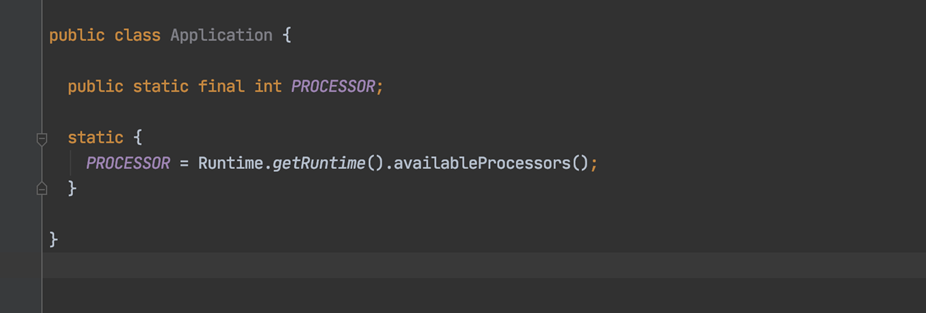 public class Application {
public static final int PROCESSOR;
static {
PROCESSOR = Runtime.getRuntime().availableProcessors();
}
}